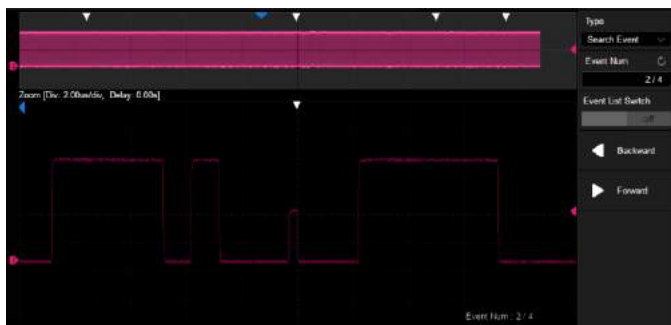 Type
Search Event
Event Num
2 / 4
Zoom [Div: 2.00us/div, Delay: 0.00s]
Event List Switch
off
Backward
Forward
Event Num : 2 / 4